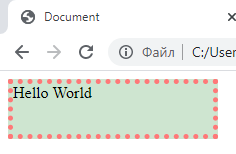 Document
Файл
C:/User
Hello World